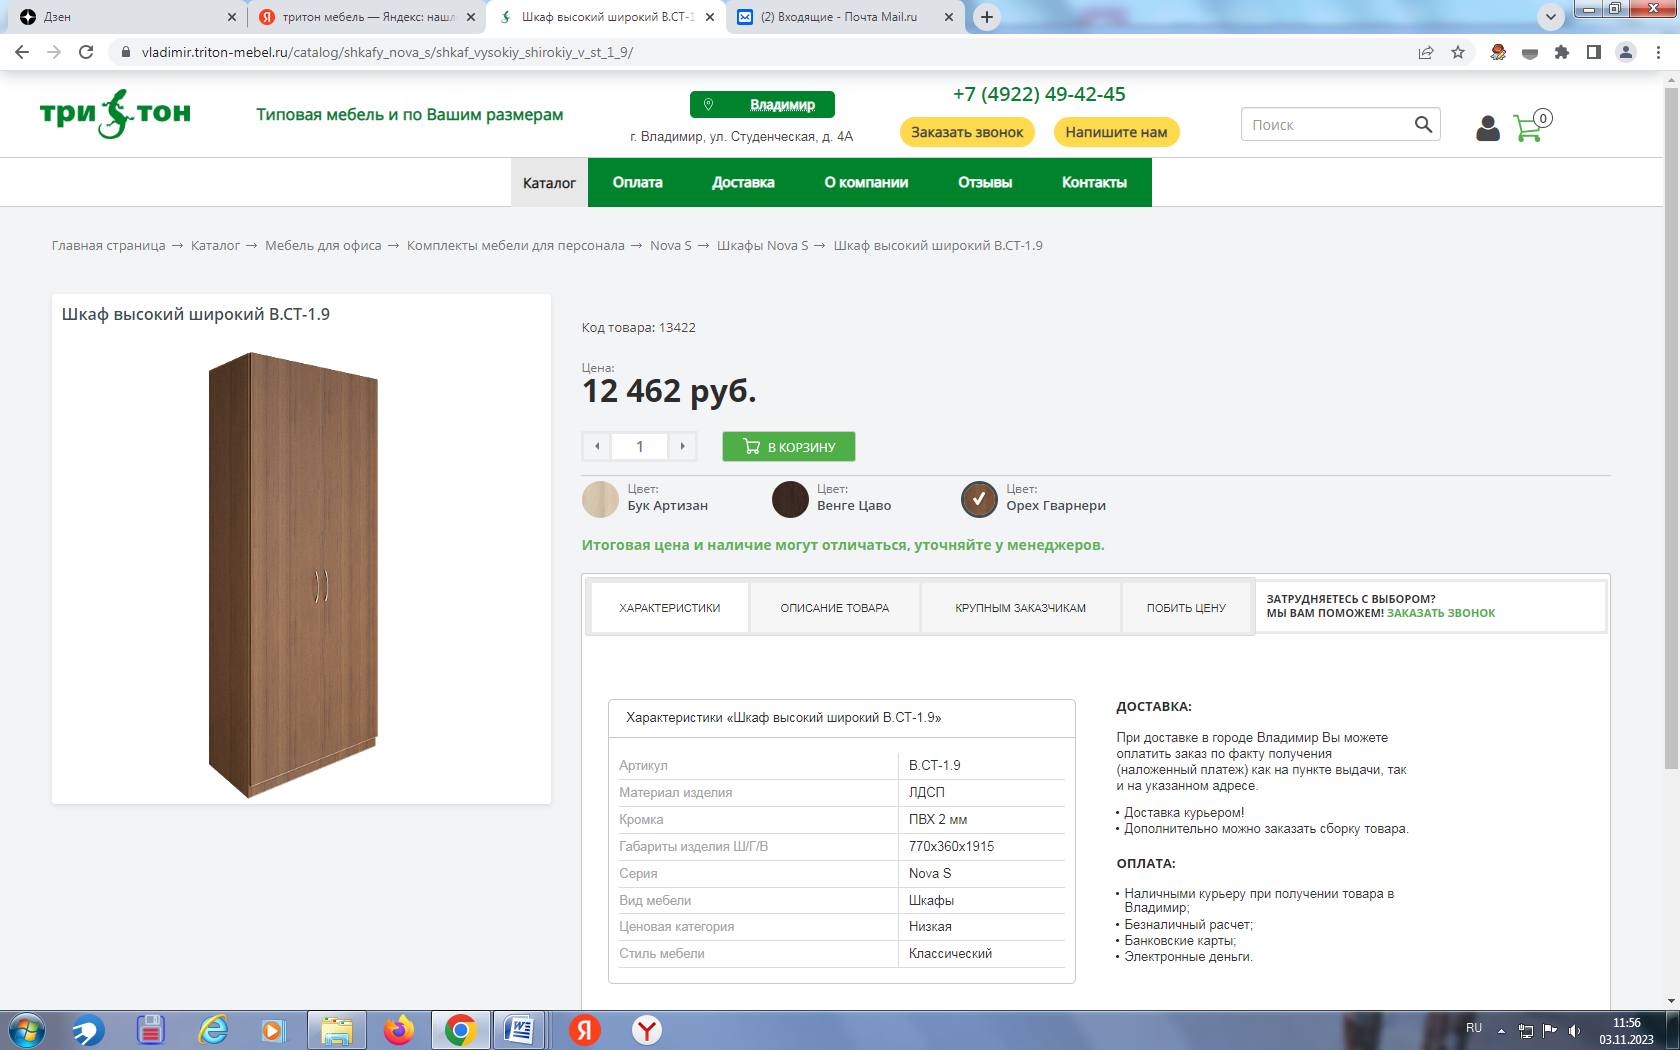 Дзен
тритон мебель — Яндекс: нашл
Шкаф высокий широкий В.СТ-1
(2) Входящие - Почта Mail.ru
vladimir.triton-mebel.ru/catalog/shkafy_nova_s/shkaf_vysokiy_shirokiy_v_st_1_9/
ТРИТОН
Типовая мебель и по Вашим размерам
Владимир
г. Владимир, ул. Студенческая, д. 4А
+7 (4922) 49-42-45
Заказать звонок
Напишите нам
Поиск
0
Каталог
Оплата
Доставка
О компании
Отзывы
Контакты
Главная страница → Каталог → Мебель для офиса → Комплекты мебели для персонала → Nova S → Шкафы Nova S → Шкаф высокий широкий В.СТ-1.9
Шкаф высокий широкий В.СТ-1.9
Код товара: 13422
Цена:
12 462 руб.
1
В КОРЗИНУ
Цвет:
Бук Артизан
Цвет:
Венге Цаво
Цвет:
Орех Гварнери
Итоговая цена и наличие могут отличаться, уточняйте у менеджеров.
ХАРАКТЕРИСТИКИ
ОПИСАНИЕ ТОВАРА
КРУПНЫМ ЗАКАЗЧИКАМ
ПОБИТЬ ЦЕНУ
ЗАТРУДНЯЕТЕСЬ С ВЫБОРОМ?
МЫ ВАМ ПОМОЖЕМ! ЗАКАЗАТЬ ЗВОНОК
Характеристики «Шкаф высокий широкий В.СТ-1.9»
Артикул В.СТ-1.9
Материал изделия ЛДСП
Кромка ПВХ 2 мм
Габариты изделия Ш/Г/В 770x360x1915
Серия Nova S
Вид мебели Шкафы
Ценовая категория Низкая
Стиль мебели Классический
ДОСТАВКА:
При доставке в городе Владимир Вы можете
оплатить заказ по факту получения
(наложенный платеж) как на пункте выдачи, так
и на указанном адресе.
• Доставка курьером!
• Дополнительно можно заказать сборку товара.
ОПЛАТА:
• Наличными курьеру при получении товара в
Владимир;
• Безналичный расчет;
• Банковские карты;
• Электронные деньги.
RU
11:56
03.11.2023